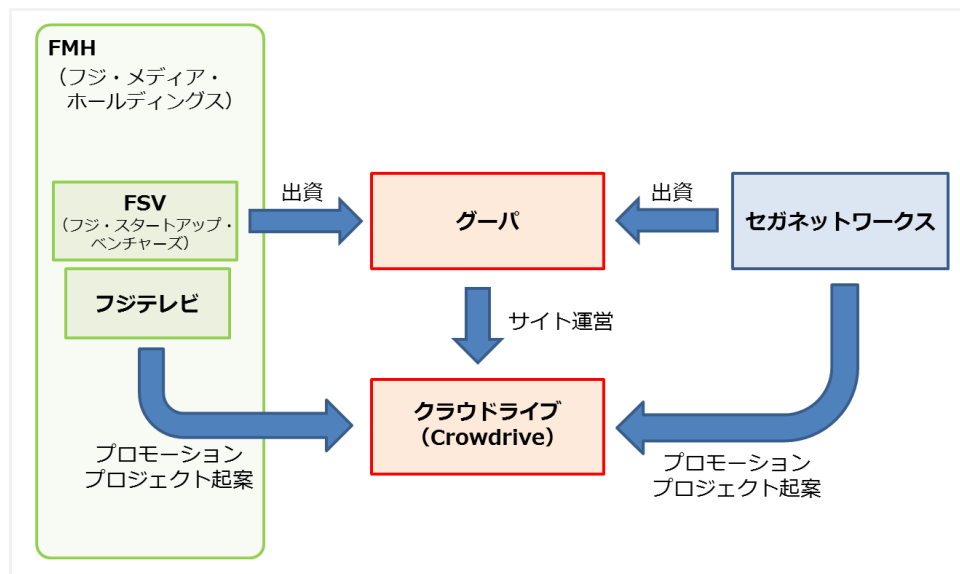 FMH
（フジ・メディア・
ホールディングス）
FSV
（フジ・スタートアップ・
ベンチャーズ）
フジテレビ
出資
グーパ
出資
セガネットワークス
サイト運営
クラウドライブ
（Crowdrive）
プロモーション
プロジェクト起案
プロモーション
プロジェクト起案